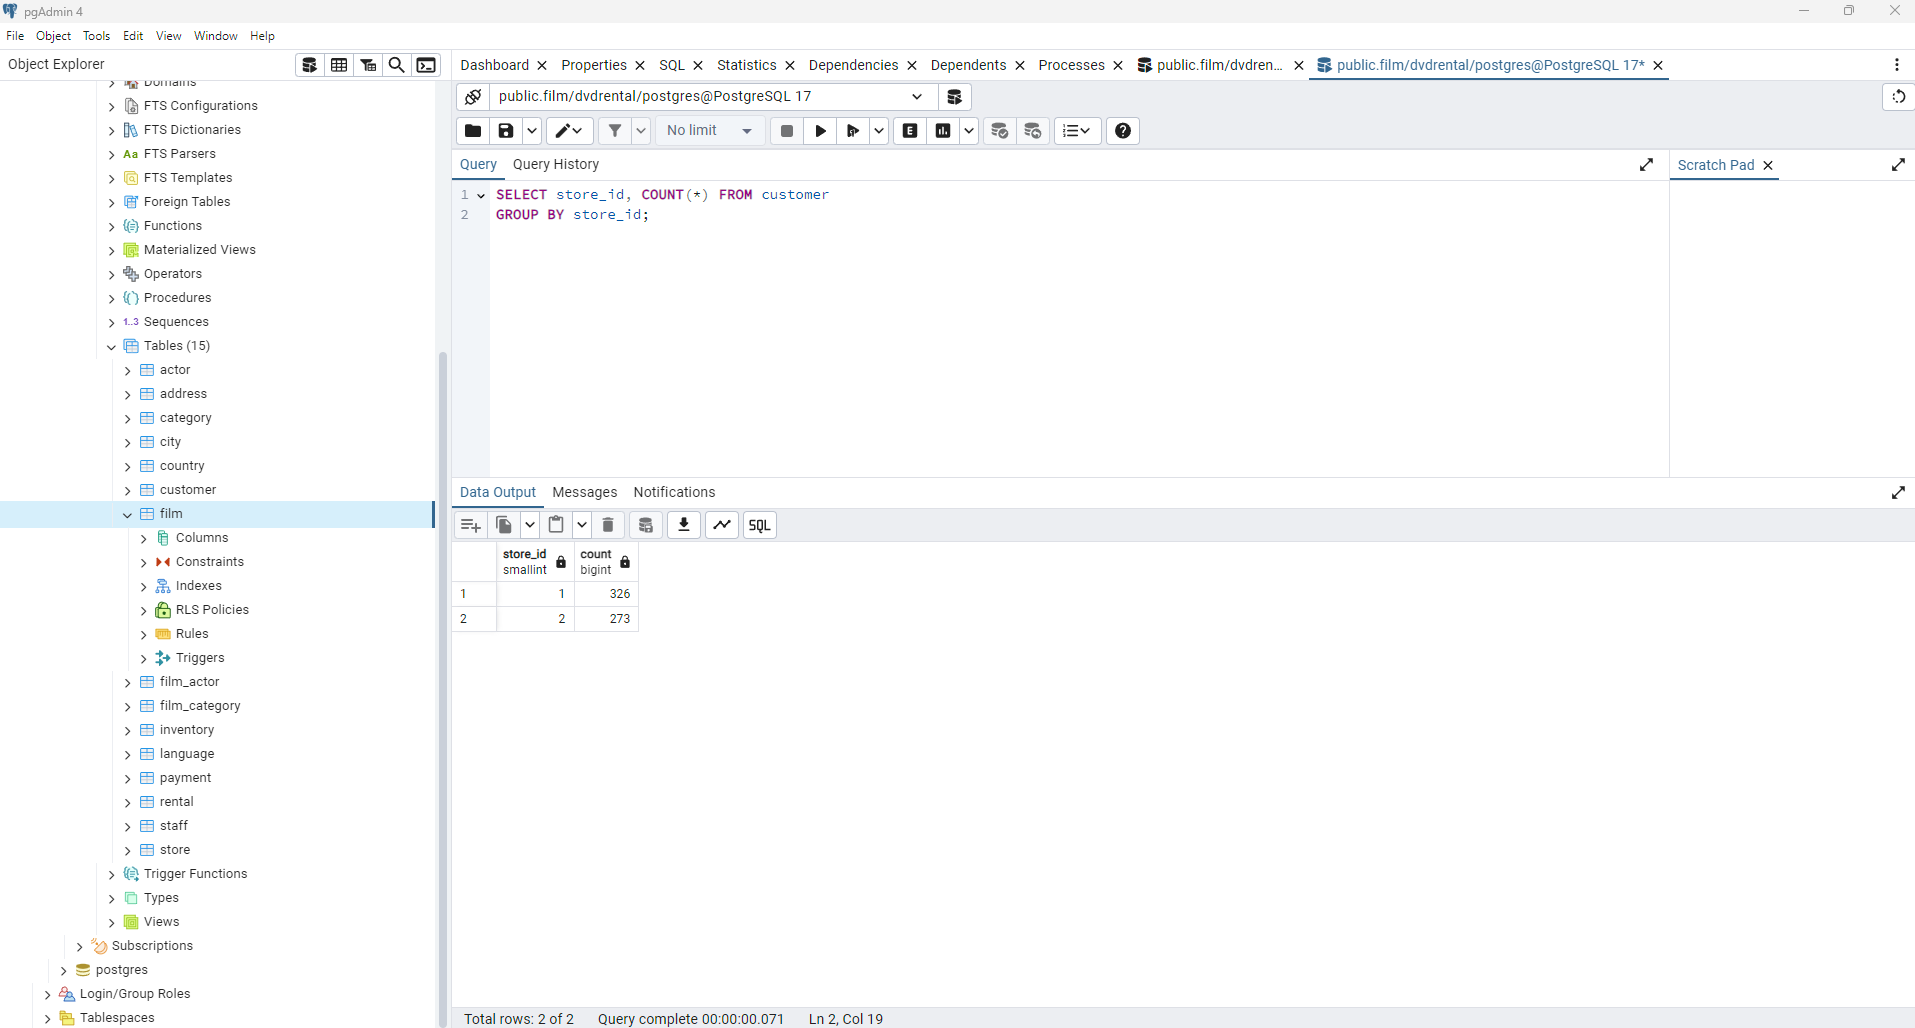 pgAdmin 4
File Object Tools Edit View Window Help
Object Explorer
Domains
FTS Configurations
FTS Dictionaries
Aa FTS Parsers
FTS Templates
Foreign Tables
Functions
Materialized Views
Operators
Procedures
1..3 Sequences
Tables (15)
actor
address
category
city
country
customer
film
Columns
Constraints
Indexes
RLS Policies
Rules
Triggers
film_actor
film_category
inventory
language
payment
rental
staff
store
Trigger Functions
Types
Views
Subscriptions
postgres
Login/Group Roles
Tablespaces
Dashboard Properties SQL Statistics Dependencies Dependents Processes public.film/dvdren... public.film/dvdrental/postgres@PostgreSQL 17*
public.film/dvdrental/postgres@PostgreSQL 17
No limit E
Query Query History
Scratch Pad
1 SELECT store_id, COUNT(*) FROM customer
2 GROUP BY store_id;
Data Output Messages Notifications
SQL
store_id count
smallint bigint
1 1 326
2 2 273
Total rows: 2 of 2 Query complete 00:00:00.071 Ln 2, Col 19